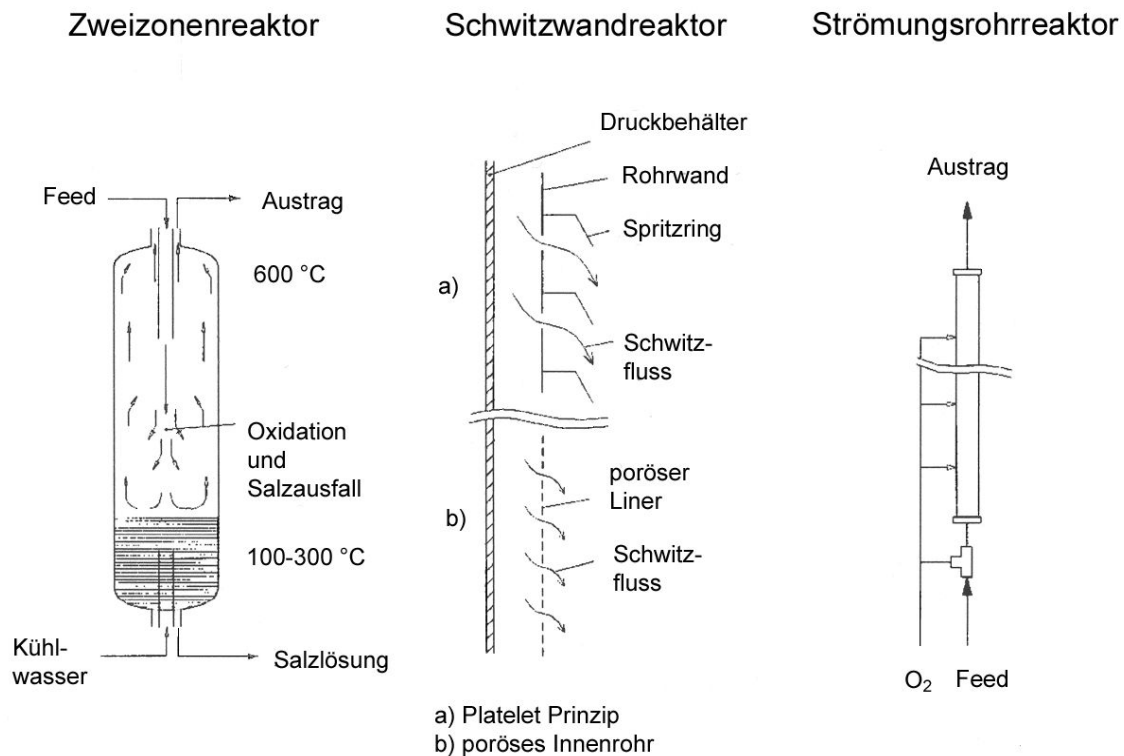 Zweizonenreaktor
Feed
Austrag
600 °C
Oxidation
und
Salzausfall
100-300 °C
Kühl-
wasser
Salzlösung
Schwitzwandreaktor
Druckbehälter
Rohrwand
Spritzring
a)
Schwitz-
fluss
poröser
Liner
b)
Schwitz-
fluss
a) Platelet Prinzip
b) poröses Innenrohr
Strömungsrohrreaktor
Austrag
O₂
Feed